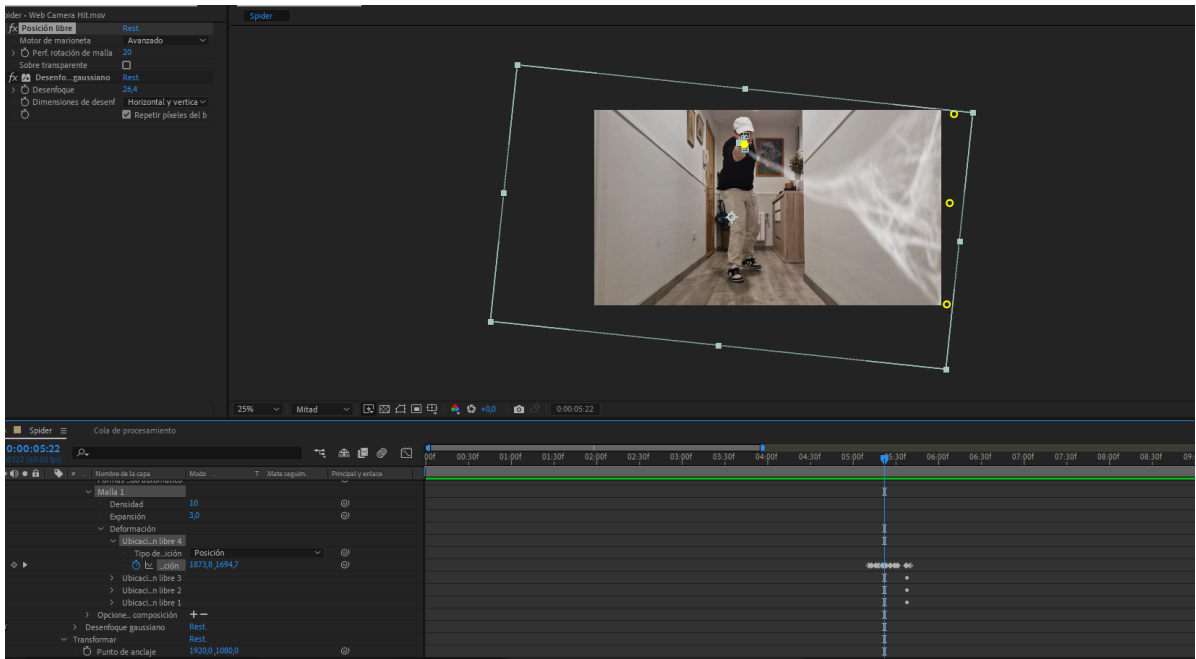 pider • Web Camera Hit.mov
fx Posición libre Rest.
Motor de marioneta Avanzado
Perf. rotación de malla 20
Sobre transparente
fx Desenfo...gaussiano Rest.
Desenfoque 26,4
Dimensiones de desenf Horizontal y vertica
Repetir píxeles del b
Spider
25% Mitad +0,0 0:00:05:22
Spider Cola de procesamiento
0:00:05:22
00f 00:30f 01:00f 01:30f 02:00f 02:30f 03:00f 03:30f 04:00f 04:30f 05:00f 05:30f 06:00f 06:30f 07:00f 07:30f 08:00f 08:30f 09:
Nombre de la capa Modo T .Mate seguim. Principal y enlace
Malla 1
Densidad 10
Expansión 3,0
Deformación
Ubicaci...n libre 4
Tipo de...ición Posición
...ción 1873,8,1694,7
Ubicaci...n libre 3
Ubicaci...n libre 2
Ubicaci...n libre 1
Opcione... composición
Desenfoque gaussiano Rest.
Transformar Rest.
Punto de anclaje 1920,0,1080,0